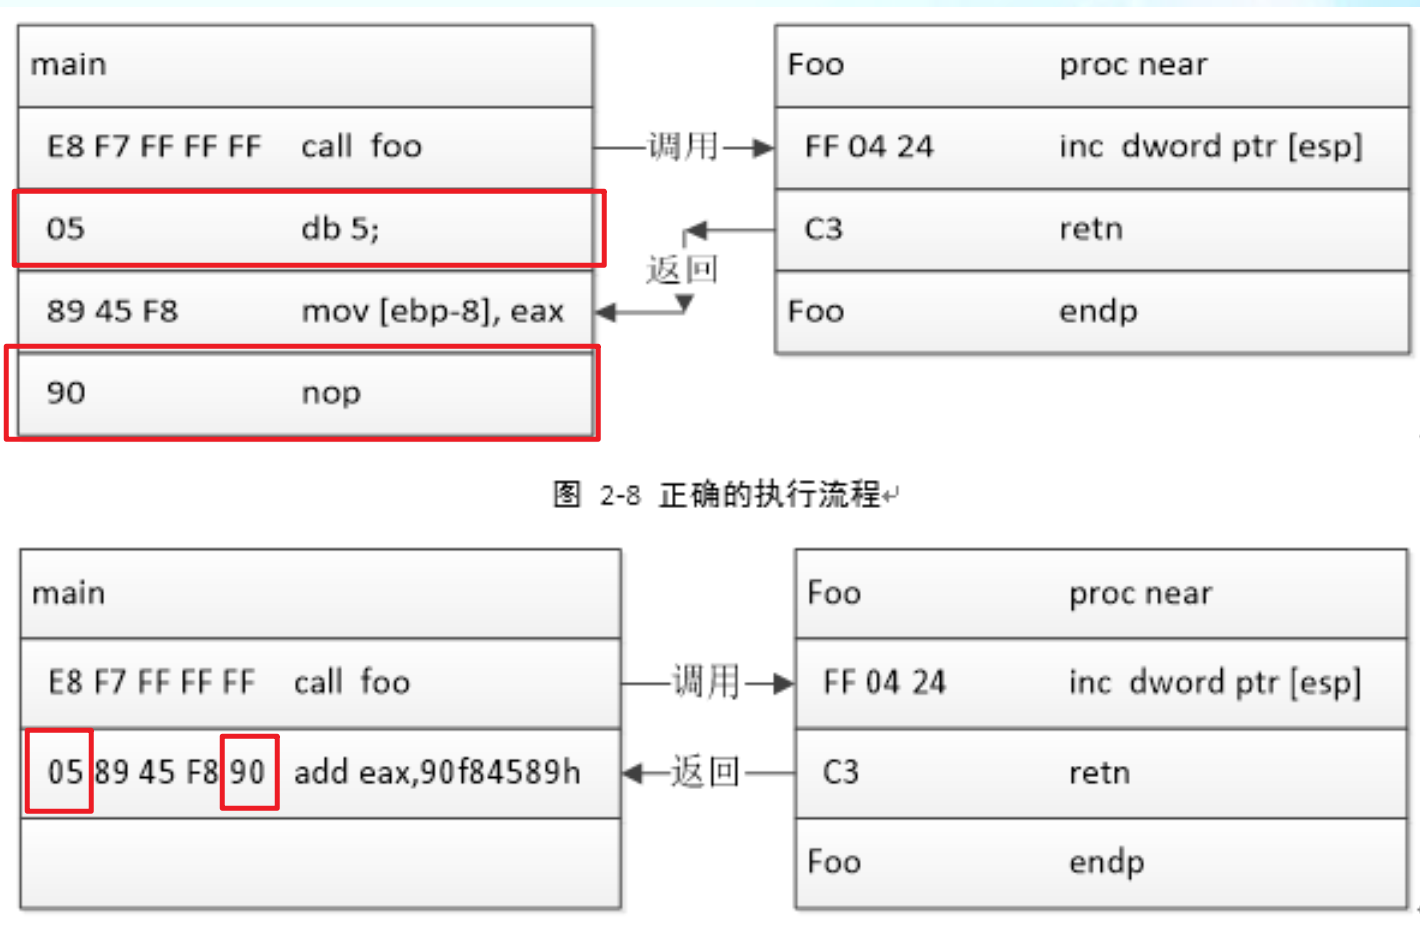 main
Foo proc near
E8 F7 FF FF FF call foo
调用
FF 04 24 inc dword ptr [esp]
05 db 5;
C3 retn
返回
89 45 F8 mov [ebp-8], eax
Foo endp
90 nop
图 2-8 正确的执行流程↵
main
Foo proc near
E8 F7 FF FF FF call foo
调用
FF 04 24 inc dword ptr [esp]
05 89 45 F8 90 add eax,90f84589h
返回
C3 retn
Foo endp